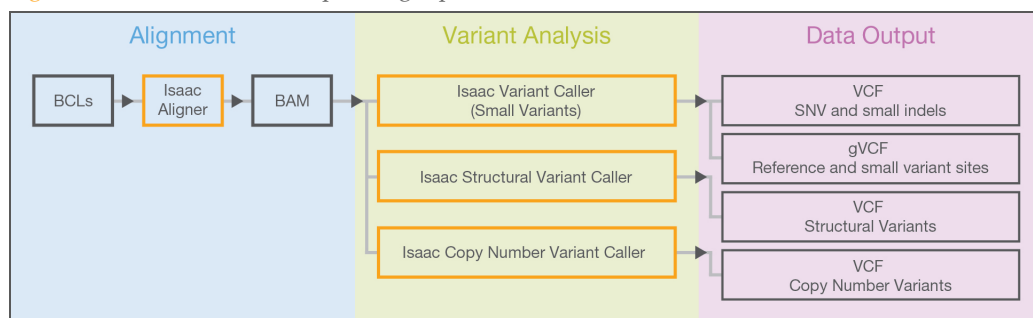 Alignment
Variant Analysis
Data Output
BCLs
Isaac
Aligner
BAM
Isaac Variant Caller
(Small Variants)
VCF
SNV and small indels
gVCF
Reference and small variant sites
Isaac Structural Variant Caller
VCF
Structural Variants
Isaac Copy Number Variant Caller
VCF
Copy Number Variants